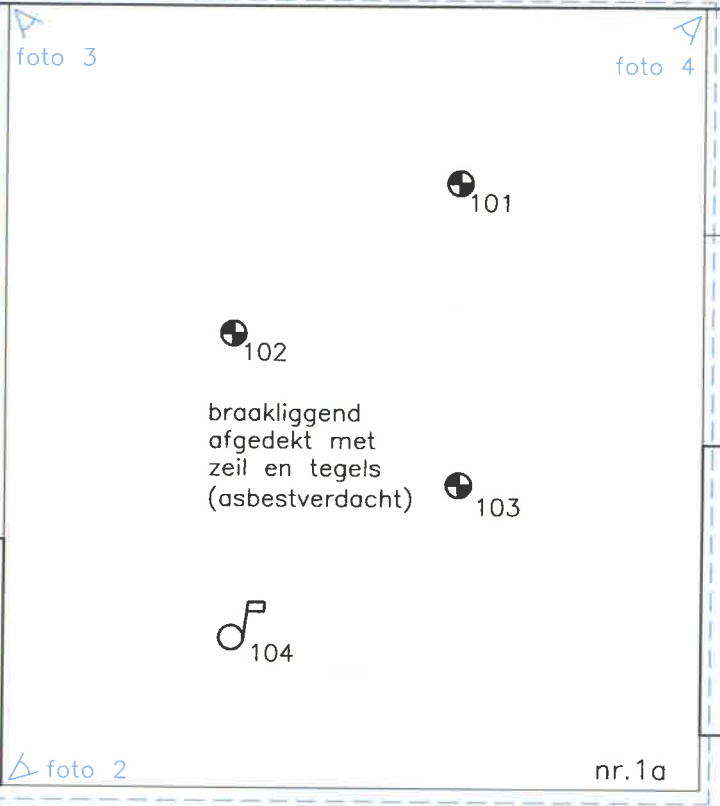 foto 3
foto 4
101
102
braakliggend
afgedekt met
zeil en tegels
(asbestverdacht)
103
104
foto 2
nr.1a